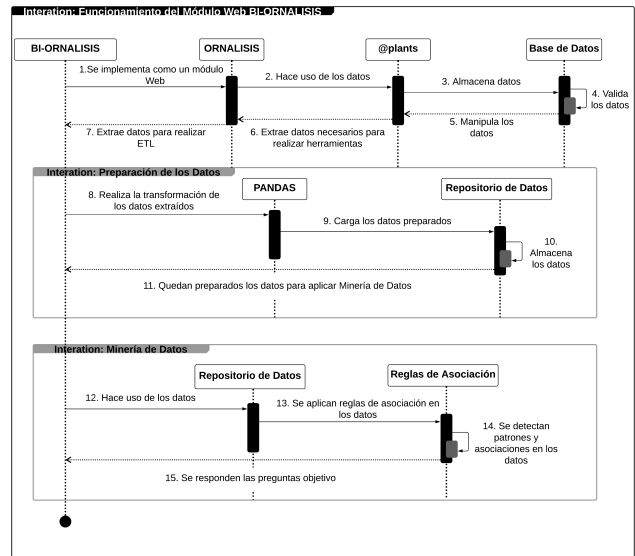 Interation: Funcionamiento del Módulo Web BI-ORNALISIS
BI-ORNALISIS
ORNALISIS
@plants
Base de Datos
1.Se implementa como un módulo
Web
2. Hace uso de los datos
3. Almacena datos
4. Valida
los datos
5. Manipula los
datos
6. Extrae datos necesarios para
realizar herramientas
7. Extrae datos para realizar
ETL
Interation: Preparación de los Datos
PANDAS
Repositorio de Datos
8. Realiza la transformación de
los datos extraídos
9. Carga los datos preparados
10.
Almacena
los datos
11. Quedan preparados los datos para aplicar Minería de Datos
Interation: Minería de Datos
Repositorio de Datos
Reglas de Asociación
12. Hace uso de los datos
13. Se aplican reglas de asociación en
los datos
14. Se detectan
patrones y
asociaciones en los
datos
15. Se responden las preguntas objetivo